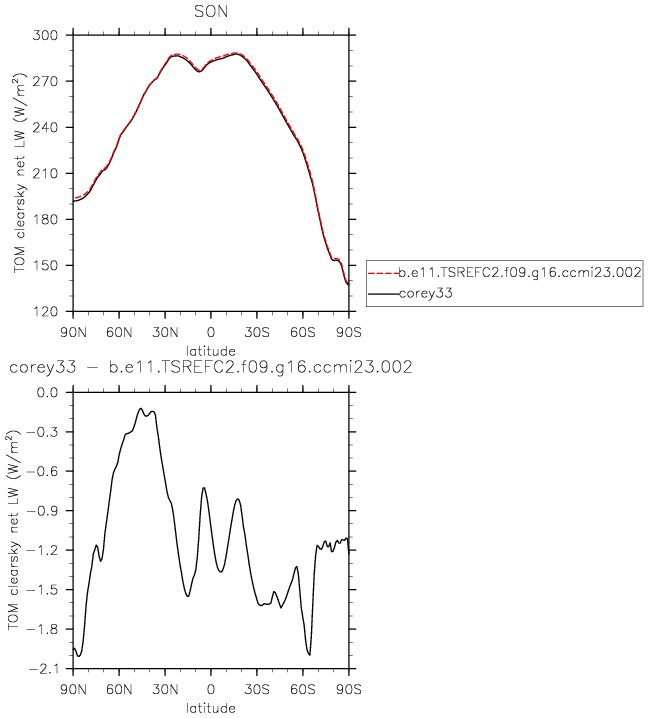 SON
TOM clearsky net LW (W/m²)
300
270
240
210
180
150
120
90N 60N 30N 0 30S 60S 90S
latitude
b.e11.TSREFC2.f09.g16.ccmi23.002
corey33
corey33 – b.e11.TSREFC2.f09.g16.ccmi23.002
TOM clearsky net LW (W/m²)
0.0
−0.3
−0.6
−0.9
−1.2
−1.5
−1.8
−2.1
90N 60N 30N 0 30S 60S 90S
latitude